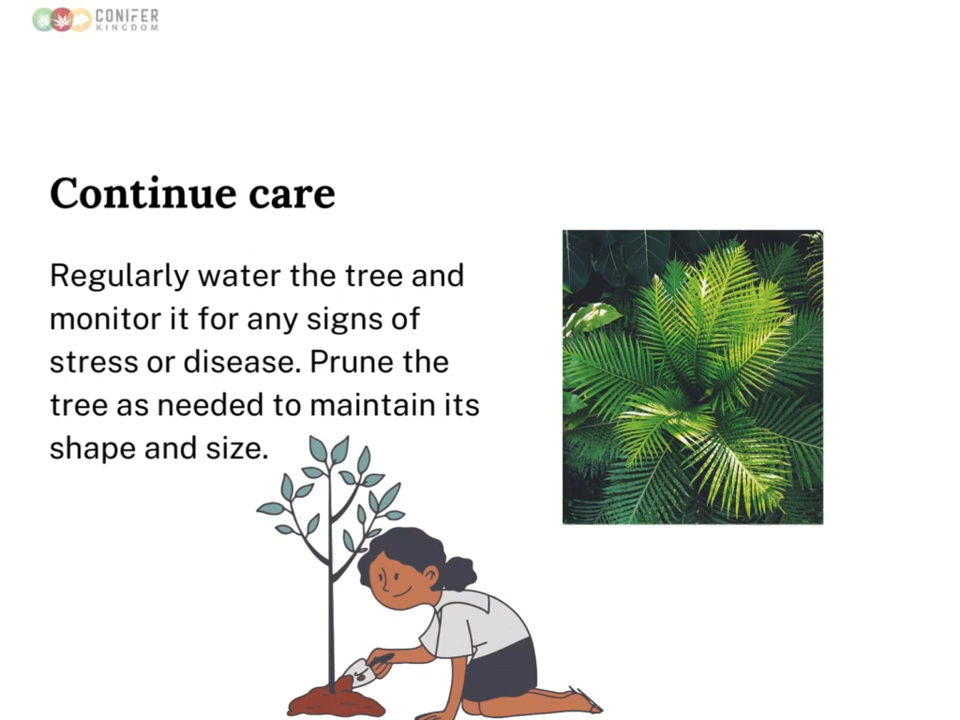 CONIFER
KINGDOM
Continue care
Regularly water the tree and
monitor it for any signs of
stress or disease. Prune the
tree as needed to maintain its
shape and size.